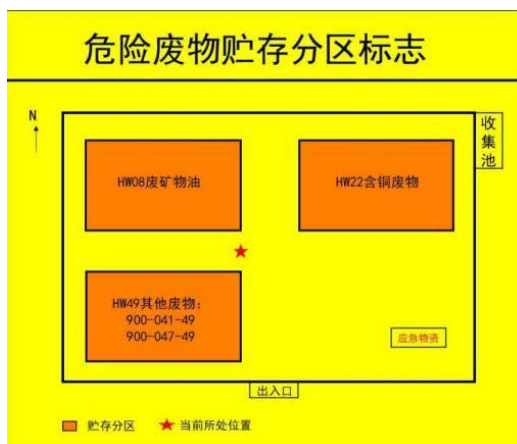 危险废物贮存分区标志
N
收集池
HW08废矿物油
HW22含铜废物
HW49其他废物:
900-041-49
900-047-49
应急物资
出入口
贮存分区
当前所处位置